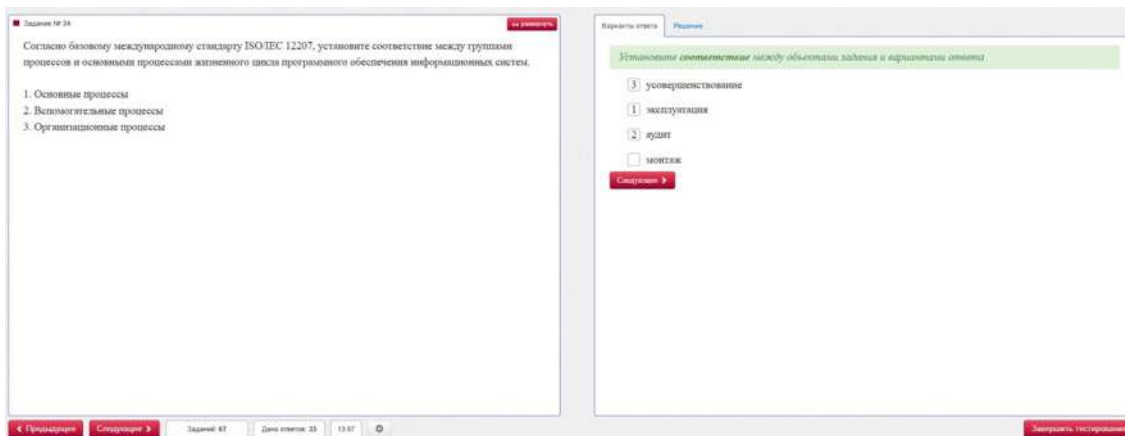 Задание № 34
развернуть
Согласно базовому международному стандарту ISO/IEC 12207, установите соответствие между группами
процессов и основными процессами жизненного цикла программного обеспечения информационных систем.
1. Основные процессы
2. Вспомогательные процессы
3. Организационные процессы
Варианты ответа
Решение
Установите соответствие между объектами задания и вариантами ответа
3 усовершенствование
1 эксплуатация
2 аудит
монтаж
Следующее
Предыдущее
Следующее
Заданий: 67
Дано ответов: 33
Завершить тестирование